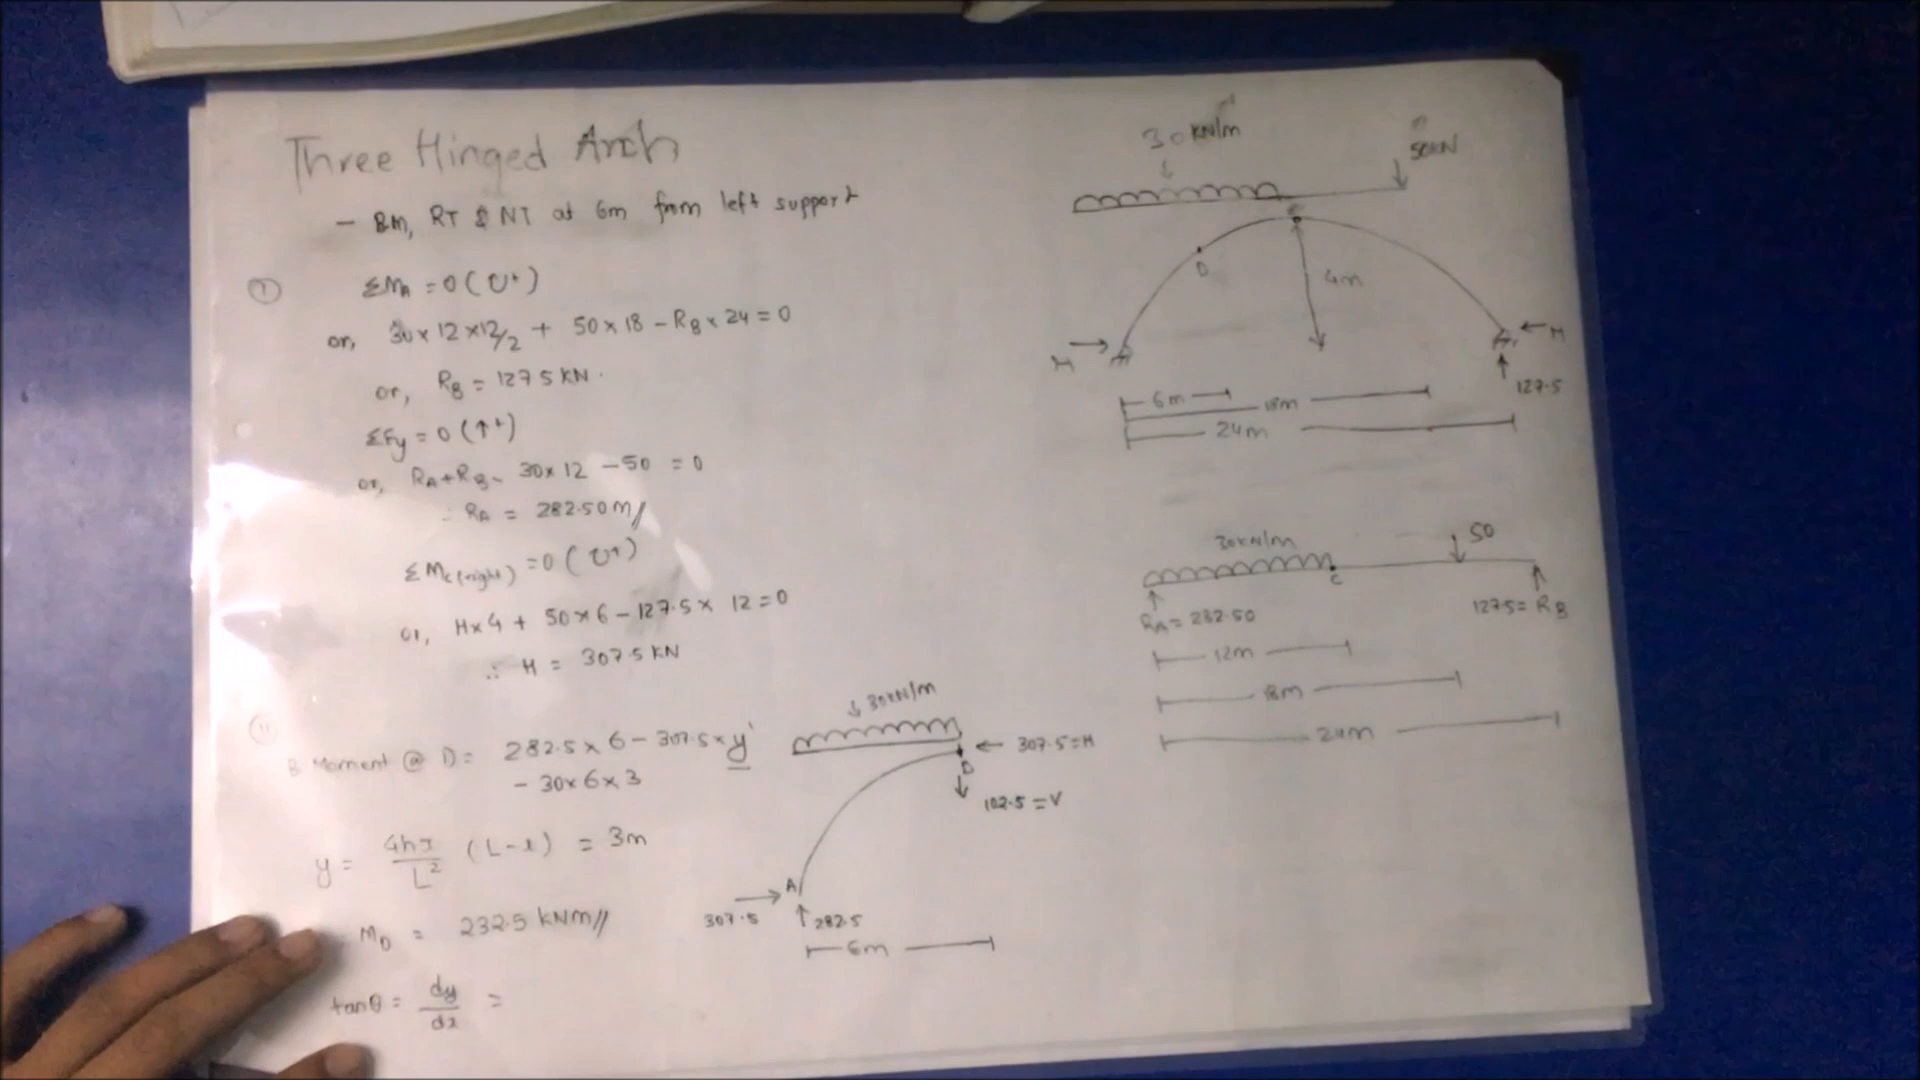 Three Hinged Arch
- BM, RT & NT at 6m from left support
① ΣMA = 0 (↻+)
or, 30 x 12 x 12/2 + 50 x 18 - RB x 24 = 0
or, RB = 127.5 KN.
ΣFy = 0 (↑+)
or, RA + RB - 30 x 12 - 50 = 0
∴ RA = 282.50 m//
ΣMc(right) = 0 (↻+)
or, H x 4 + 50 x 6 - 127.5 x 12 = 0
∴ H = 307.5 KN
B Moment @ D = 282.5 x 6 - 307.5 x y
- 30 x 6 x 3
y = 4hx/L² (L-x) = 3m
MD = 232.5 kNm//
tanθ = dy/dx =
30 KN/m
50KN
C
D
4m
H
H
127.5
6m
18m
24m
30KN/m
50
C
RA = 282.50
127.5 = RB
12m
18m
24m
30KN/m
307.5 = H
D
102.5 = V
A
307.5
282.5
6m